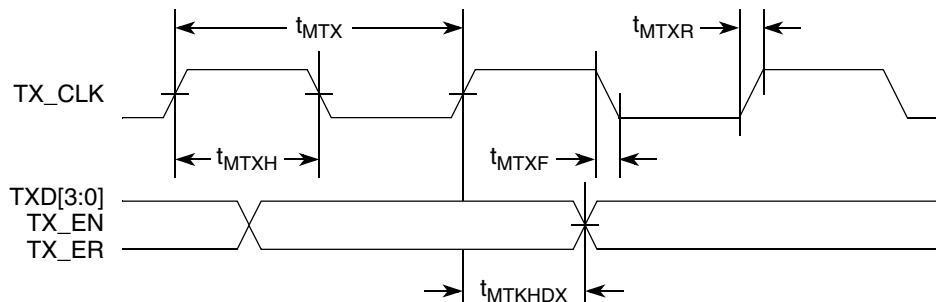 tMTX
tMTXR
TX_CLK
tMTXH
tMTXF
TXD[3:0]
TX_EN
TX_ER
tMTKHDX